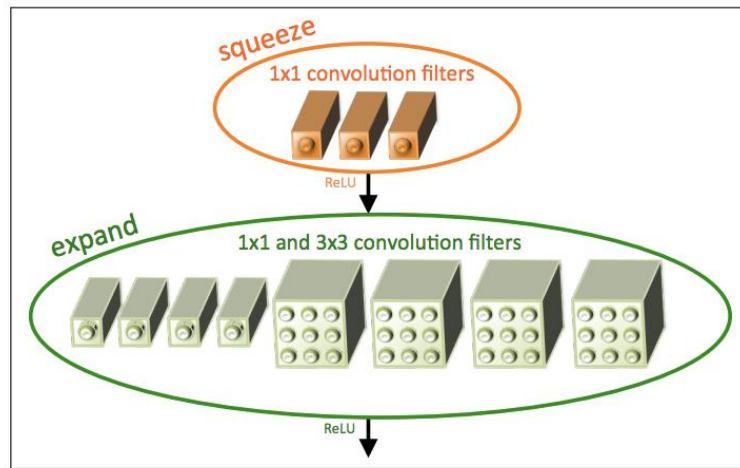 squeeze
1x1 convolution filters
ReLU
expand
1x1 and 3x3 convolution filters
ReLU